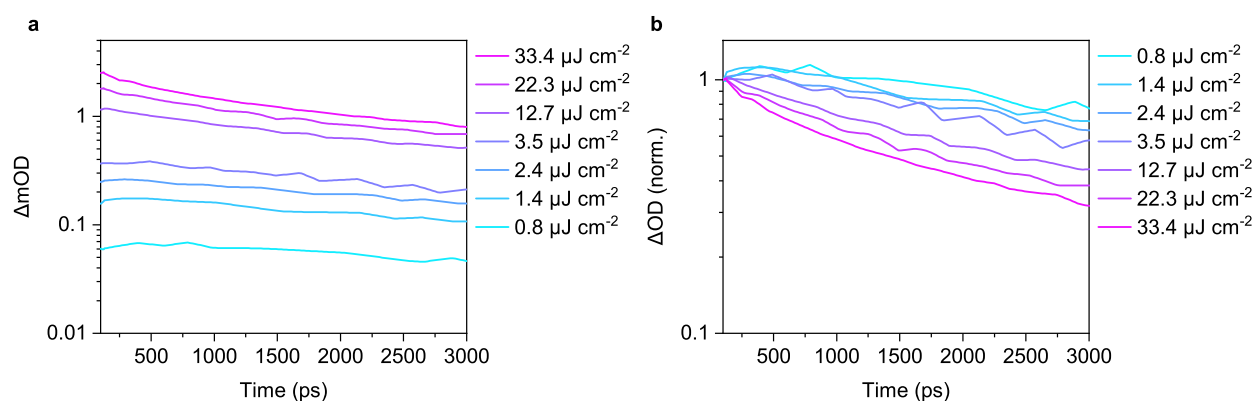 a
ΔmOD
1
0.1
0.01
500 1000 1500 2000 2500 3000
Time (ps)
33.4 μJ cm⁻²
22.3 μJ cm⁻²
12.7 μJ cm⁻²
3.5 μJ cm⁻²
2.4 μJ cm⁻²
1.4 μJ cm⁻²
0.8 μJ cm⁻²
b
ΔOD (norm.)
1
0.1
500 1000 1500 2000 2500 3000
Time (ps)
0.8 μJ cm⁻²
1.4 μJ cm⁻²
2.4 μJ cm⁻²
3.5 μJ cm⁻²
12.7 μJ cm⁻²
22.3 μJ cm⁻²
33.4 μJ cm⁻²